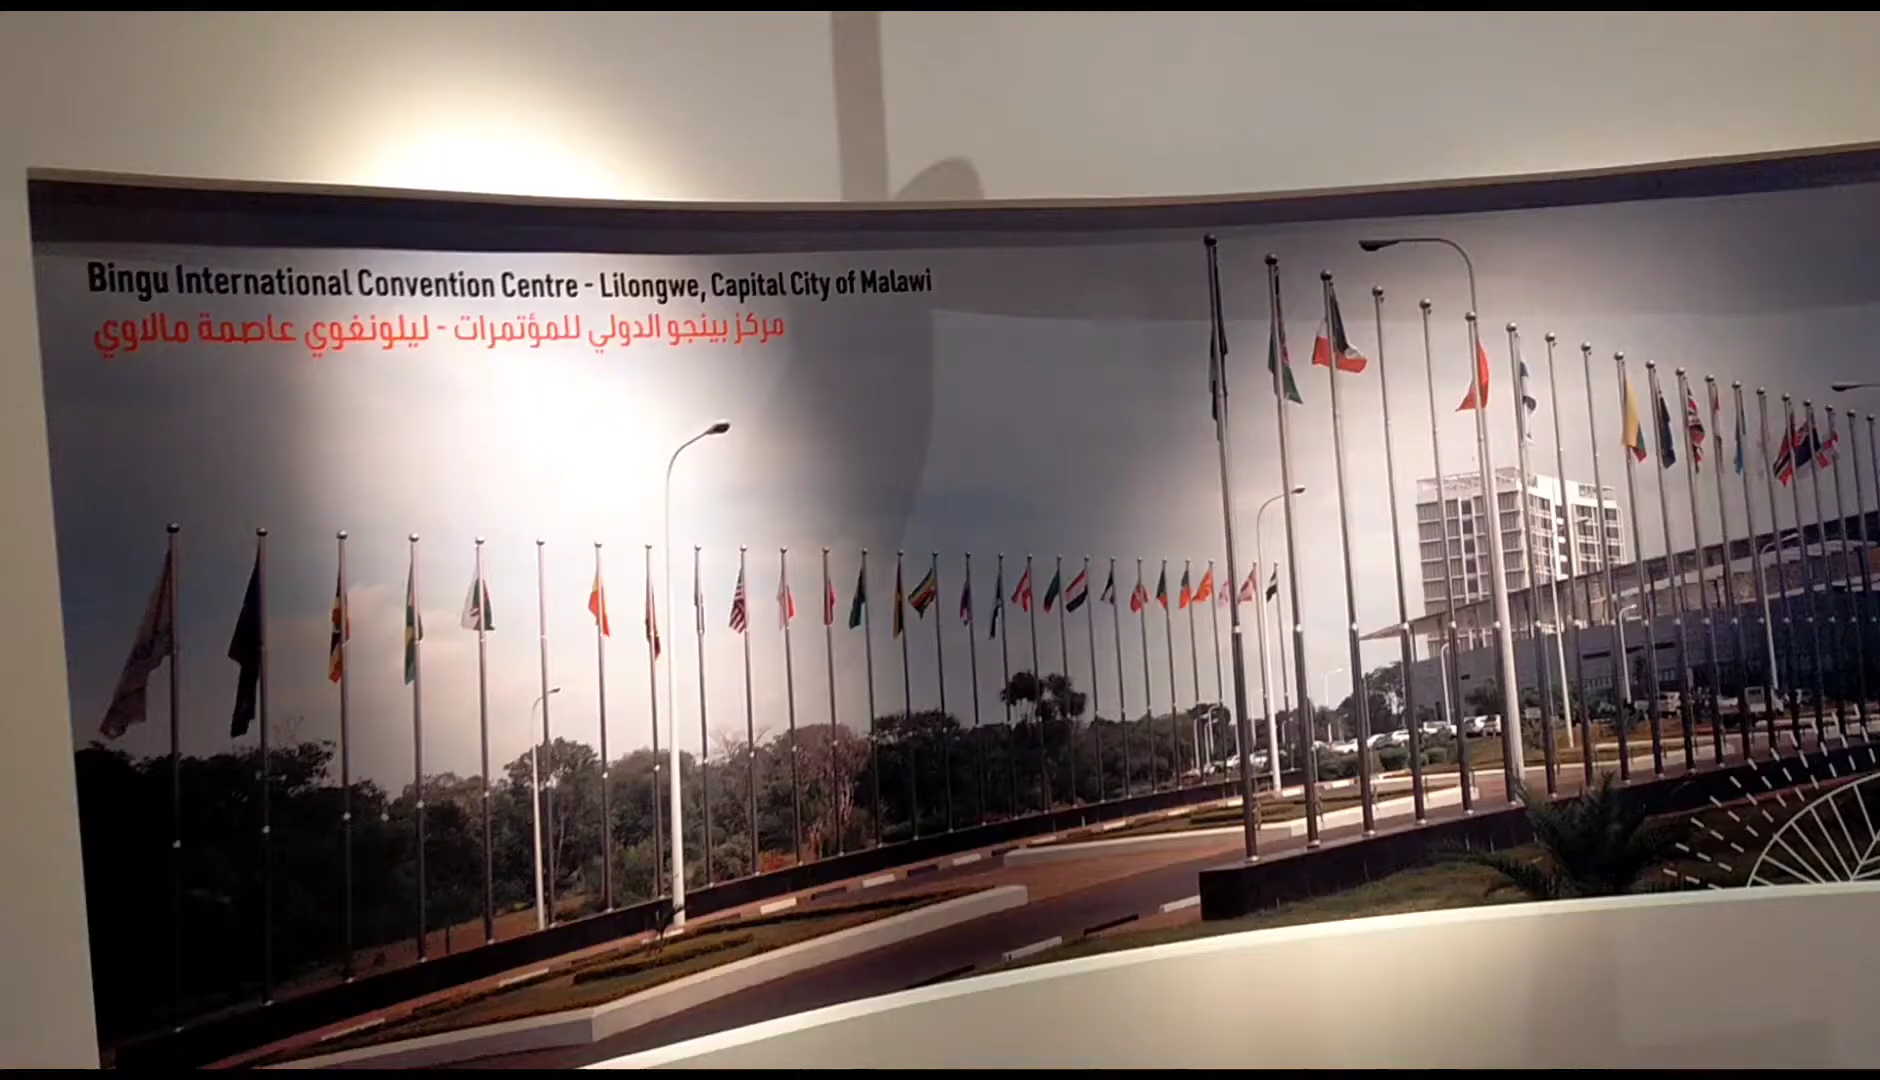 Bingu International Convention Centre - Lilongwe, Capital City of Malawi
مركز بينجو الدولي للمؤتمرات - ليلونغوي عاصمة مالاوي